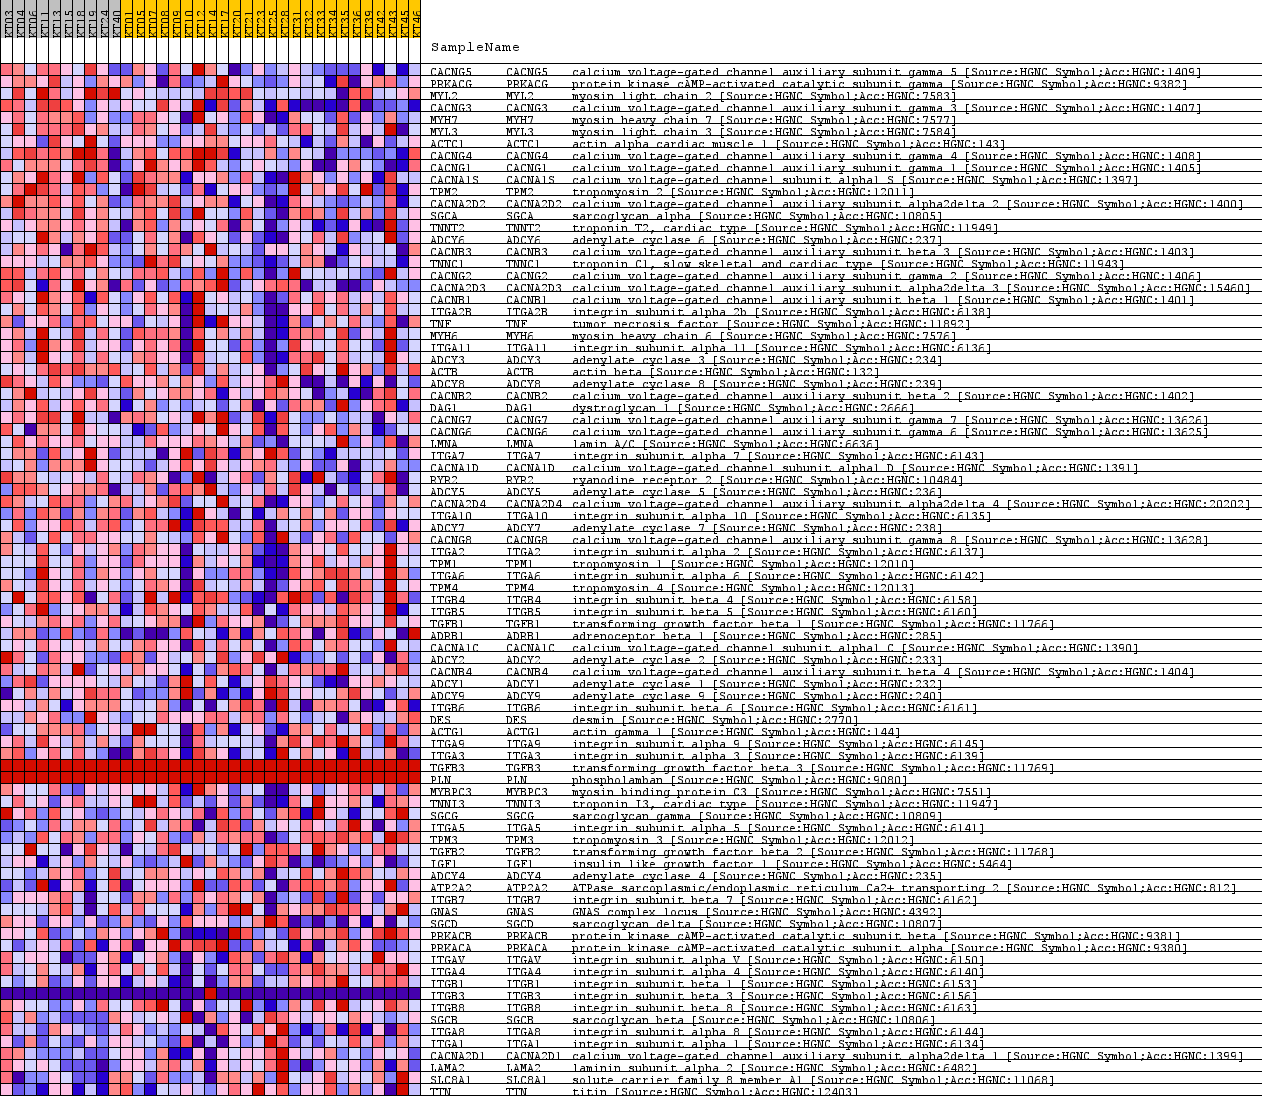 KT03 KT04 KT06 KT11 KT13 KT15 KT18 KT19 KT24 KT40 KT01 KT05 KT07 KT08 KT09 KT10 KT12 KT14 KT17 KT20 KT21 KT23 KT25 KT28 KT31 KT32 KT33 KT34 KT35 KT36 KT39 KT42 KT43 KT45 KT46
SampleName
CACNG5 CACNG5 calcium voltage-gated channel auxiliary subunit gamma 5 [Source:HGNC Symbol;Acc:HGNC:1409]
PRKACG PRKACG protein kinase cAMP-activated catalytic subunit gamma [Source:HGNC Symbol;Acc:HGNC:9382]
MYL2 MYL2 myosin light chain 2 [Source:HGNC Symbol;Acc:HGNC:7583]
CACNG3 CACNG3 calcium voltage-gated channel auxiliary subunit gamma 3 [Source:HGNC Symbol;Acc:HGNC:1407]
MYH7 MYH7 myosin heavy chain 7 [Source:HGNC Symbol;Acc:HGNC:7577]
MYL3 MYL3 myosin light chain 3 [Source:HGNC Symbol;Acc:HGNC:7584]
ACTC1 ACTC1 actin alpha cardiac muscle 1 [Source:HGNC Symbol;Acc:HGNC:143]
CACNG4 CACNG4 calcium voltage-gated channel auxiliary subunit gamma 4 [Source:HGNC Symbol;Acc:HGNC:1408]
CACNG1 CACNG1 calcium voltage-gated channel auxiliary subunit gamma 1 [Source:HGNC Symbol;Acc:HGNC:1405]
CACNA1S CACNA1S calcium voltage-gated channel subunit alpha1 S [Source:HGNC Symbol;Acc:HGNC:1397]
TPM2 TPM2 tropomyosin 2 [Source:HGNC Symbol;Acc:HGNC:12011]
CACNA2D2 CACNA2D2 calcium voltage-gated channel auxiliary subunit alpha2delta 2 [Source:HGNC Symbol;Acc:HGNC:1400]
SGCA SGCA sarcoglycan alpha [Source:HGNC Symbol;Acc:HGNC:10805]
TNNT2 TNNT2 troponin T2, cardiac type [Source:HGNC Symbol;Acc:HGNC:11949]
ADCY6 ADCY6 adenylate cyclase 6 [Source:HGNC Symbol;Acc:HGNC:237]
CACNB3 CACNB3 calcium voltage-gated channel auxiliary subunit beta 3 [Source:HGNC Symbol;Acc:HGNC:1403]
TNNC1 TNNC1 troponin C1, slow skeletal and cardiac type [Source:HGNC Symbol;Acc:HGNC:11943]
CACNG2 CACNG2 calcium voltage-gated channel auxiliary subunit gamma 2 [Source:HGNC Symbol;Acc:HGNC:1406]
CACNA2D3 CACNA2D3 calcium voltage-gated channel auxiliary subunit alpha2delta 3 [Source:HGNC Symbol;Acc:HGNC:15460]
CACNB1 CACNB1 calcium voltage-gated channel auxiliary subunit beta 1 [Source:HGNC Symbol;Acc:HGNC:1401]
ITGA2B ITGA2B integrin subunit alpha 2b [Source:HGNC Symbol;Acc:HGNC:6138]
TNF TNF tumor necrosis factor [Source:HGNC Symbol;Acc:HGNC:11892]
MYH6 MYH6 myosin heavy chain 6 [Source:HGNC Symbol;Acc:HGNC:7576]
ITGA11 ITGA11 integrin subunit alpha 11 [Source:HGNC Symbol;Acc:HGNC:6136]
ADCY3 ADCY3 adenylate cyclase 3 [Source:HGNC Symbol;Acc:HGNC:234]
ACTB ACTB actin beta [Source:HGNC Symbol;Acc:HGNC:132]
ADCY8 ADCY8 adenylate cyclase 8 [Source:HGNC Symbol;Acc:HGNC:239]
CACNB2 CACNB2 calcium voltage-gated channel auxiliary subunit beta 2 [Source:HGNC Symbol;Acc:HGNC:1402]
DAG1 DAG1 dystroglycan 1 [Source:HGNC Symbol;Acc:HGNC:2666]
CACNG7 CACNG7 calcium voltage-gated channel auxiliary subunit gamma 7 [Source:HGNC Symbol;Acc:HGNC:13626]
CACNG6 CACNG6 calcium voltage-gated channel auxiliary subunit gamma 6 [Source:HGNC Symbol;Acc:HGNC:13625]
LMNA LMNA lamin A/C [Source:HGNC Symbol;Acc:HGNC:6636]
ITGA7 ITGA7 integrin subunit alpha 7 [Source:HGNC Symbol;Acc:HGNC:6143]
CACNA1D CACNA1D calcium voltage-gated channel subunit alpha1 D [Source:HGNC Symbol;Acc:HGNC:1391]
RYR2 RYR2 ryanodine receptor 2 [Source:HGNC Symbol;Acc:HGNC:10484]
ADCY5 ADCY5 adenylate cyclase 5 [Source:HGNC Symbol;Acc:HGNC:236]
CACNA2D4 CACNA2D4 calcium voltage-gated channel auxiliary subunit alpha2delta 4 [Source:HGNC Symbol;Acc:HGNC:20202]
ITGA10 ITGA10 integrin subunit alpha 10 [Source:HGNC Symbol;Acc:HGNC:6135]
ADCY7 ADCY7 adenylate cyclase 7 [Source:HGNC Symbol;Acc:HGNC:238]
CACNG8 CACNG8 calcium voltage-gated channel auxiliary subunit gamma 8 [Source:HGNC Symbol;Acc:HGNC:13628]
ITGA2 ITGA2 integrin subunit alpha 2 [Source:HGNC Symbol;Acc:HGNC:6137]
TPM1 TPM1 tropomyosin 1 [Source:HGNC Symbol;Acc:HGNC:12010]
ITGA6 ITGA6 integrin subunit alpha 6 [Source:HGNC Symbol;Acc:HGNC:6142]
TPM4 TPM4 tropomyosin 4 [Source:HGNC Symbol;Acc:HGNC:12013]
ITGB4 ITGB4 integrin subunit beta 4 [Source:HGNC Symbol;Acc:HGNC:6158]
ITGB5 ITGB5 integrin subunit beta 5 [Source:HGNC Symbol;Acc:HGNC:6160]
TGFB1 TGFB1 transforming growth factor beta 1 [Source:HGNC Symbol;Acc:HGNC:11766]
ADRB1 ADRB1 adrenoceptor beta 1 [Source:HGNC Symbol;Acc:HGNC:285]
CACNA1C CACNA1C calcium voltage-gated channel subunit alpha1 C [Source:HGNC Symbol;Acc:HGNC:1390]
ADCY2 ADCY2 adenylate cyclase 2 [Source:HGNC Symbol;Acc:HGNC:233]
CACNB4 CACNB4 calcium voltage-gated channel auxiliary subunit beta 4 [Source:HGNC Symbol;Acc:HGNC:1404]
ADCY1 ADCY1 adenylate cyclase 1 [Source:HGNC Symbol;Acc:HGNC:232]
ADCY9 ADCY9 adenylate cyclase 9 [Source:HGNC Symbol;Acc:HGNC:240]
ITGB6 ITGB6 integrin subunit beta 6 [Source:HGNC Symbol;Acc:HGNC:6161]
DES DES desmin [Source:HGNC Symbol;Acc:HGNC:2770]
ACTG1 ACTG1 actin gamma 1 [Source:HGNC Symbol;Acc:HGNC:144]
ITGA9 ITGA9 integrin subunit alpha 9 [Source:HGNC Symbol;Acc:HGNC:6145]
ITGA3 ITGA3 integrin subunit alpha 3 [Source:HGNC Symbol;Acc:HGNC:6139]
TGFB3 TGFB3 transforming growth factor beta 3 [Source:HGNC Symbol;Acc:HGNC:11769]
PLN PLN phospholamban [Source:HGNC Symbol;Acc:HGNC:9080]
MYBPC3 MYBPC3 myosin binding protein C3 [Source:HGNC Symbol;Acc:HGNC:7551]
TNNI3 TNNI3 troponin I3, cardiac type [Source:HGNC Symbol;Acc:HGNC:11947]
SGCG SGCG sarcoglycan gamma [Source:HGNC Symbol;Acc:HGNC:10809]
ITGA5 ITGA5 integrin subunit alpha 5 [Source:HGNC Symbol;Acc:HGNC:6141]
TPM3 TPM3 tropomyosin 3 [Source:HGNC Symbol;Acc:HGNC:12012]
TGFB2 TGFB2 transforming growth factor beta 2 [Source:HGNC Symbol;Acc:HGNC:11768]
IGF1 IGF1 insulin like growth factor 1 [Source:HGNC Symbol;Acc:HGNC:5464]
ADCY4 ADCY4 adenylate cyclase 4 [Source:HGNC Symbol;Acc:HGNC:235]
ATP2A2 ATP2A2 ATPase sarcoplasmic/endoplasmic reticulum Ca2+ transporting 2 [Source:HGNC Symbol;Acc:HGNC:812]
ITGB7 ITGB7 integrin subunit beta 7 [Source:HGNC Symbol;Acc:HGNC:6162]
GNAS GNAS GNAS complex locus [Source:HGNC Symbol;Acc:HGNC:4392]
SGCD SGCD sarcoglycan delta [Source:HGNC Symbol;Acc:HGNC:10807]
PRKACB PRKACB protein kinase cAMP-activated catalytic subunit beta [Source:HGNC Symbol;Acc:HGNC:9381]
PRKACA PRKACA protein kinase cAMP-activated catalytic subunit alpha [Source:HGNC Symbol;Acc:HGNC:9380]
ITGAV ITGAV integrin subunit alpha V [Source:HGNC Symbol;Acc:HGNC:6150]
ITGA4 ITGA4 integrin subunit alpha 4 [Source:HGNC Symbol;Acc:HGNC:6140]
ITGB1 ITGB1 integrin subunit beta 1 [Source:HGNC Symbol;Acc:HGNC:6153]
ITGB3 ITGB3 integrin subunit beta 3 [Source:HGNC Symbol;Acc:HGNC:6156]
ITGB8 ITGB8 integrin subunit beta 8 [Source:HGNC Symbol;Acc:HGNC:6163]
SGCB SGCB sarcoglycan beta [Source:HGNC Symbol;Acc:HGNC:10806]
ITGA8 ITGA8 integrin subunit alpha 8 [Source:HGNC Symbol;Acc:HGNC:6144]
ITGA1 ITGA1 integrin subunit alpha 1 [Source:HGNC Symbol;Acc:HGNC:6134]
CACNA2D1 CACNA2D1 calcium voltage-gated channel auxiliary subunit alpha2delta 1 [Source:HGNC Symbol;Acc:HGNC:1399]
LAMA2 LAMA2 laminin subunit alpha 2 [Source:HGNC Symbol;Acc:HGNC:6482]
SLC8A1 SLC8A1 solute carrier family 8 member A1 [Source:HGNC Symbol;Acc:HGNC:11068]
TTN TTN titin [Source:HGNC Symbol;Acc:HGNC:12403]